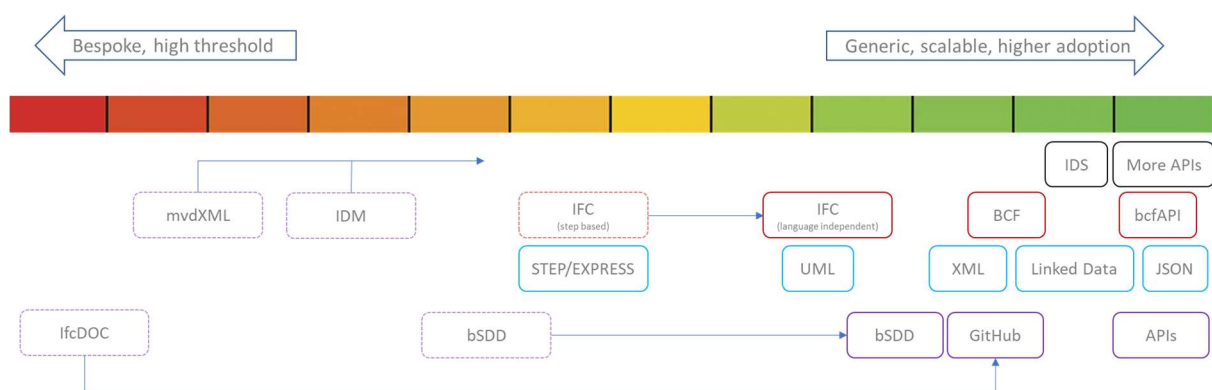 Bespoke, high threshold
Generic, scalable, higher adoption
IDS
More APIs
mvdXML
IDM
IFC
(step based)
IFC
(language independent)
BCF
bcfAPI
STEP/EXPRESS
UML
XML
Linked Data
JSON
IfcDOC
bSDD
bSDD
GitHub
APIs